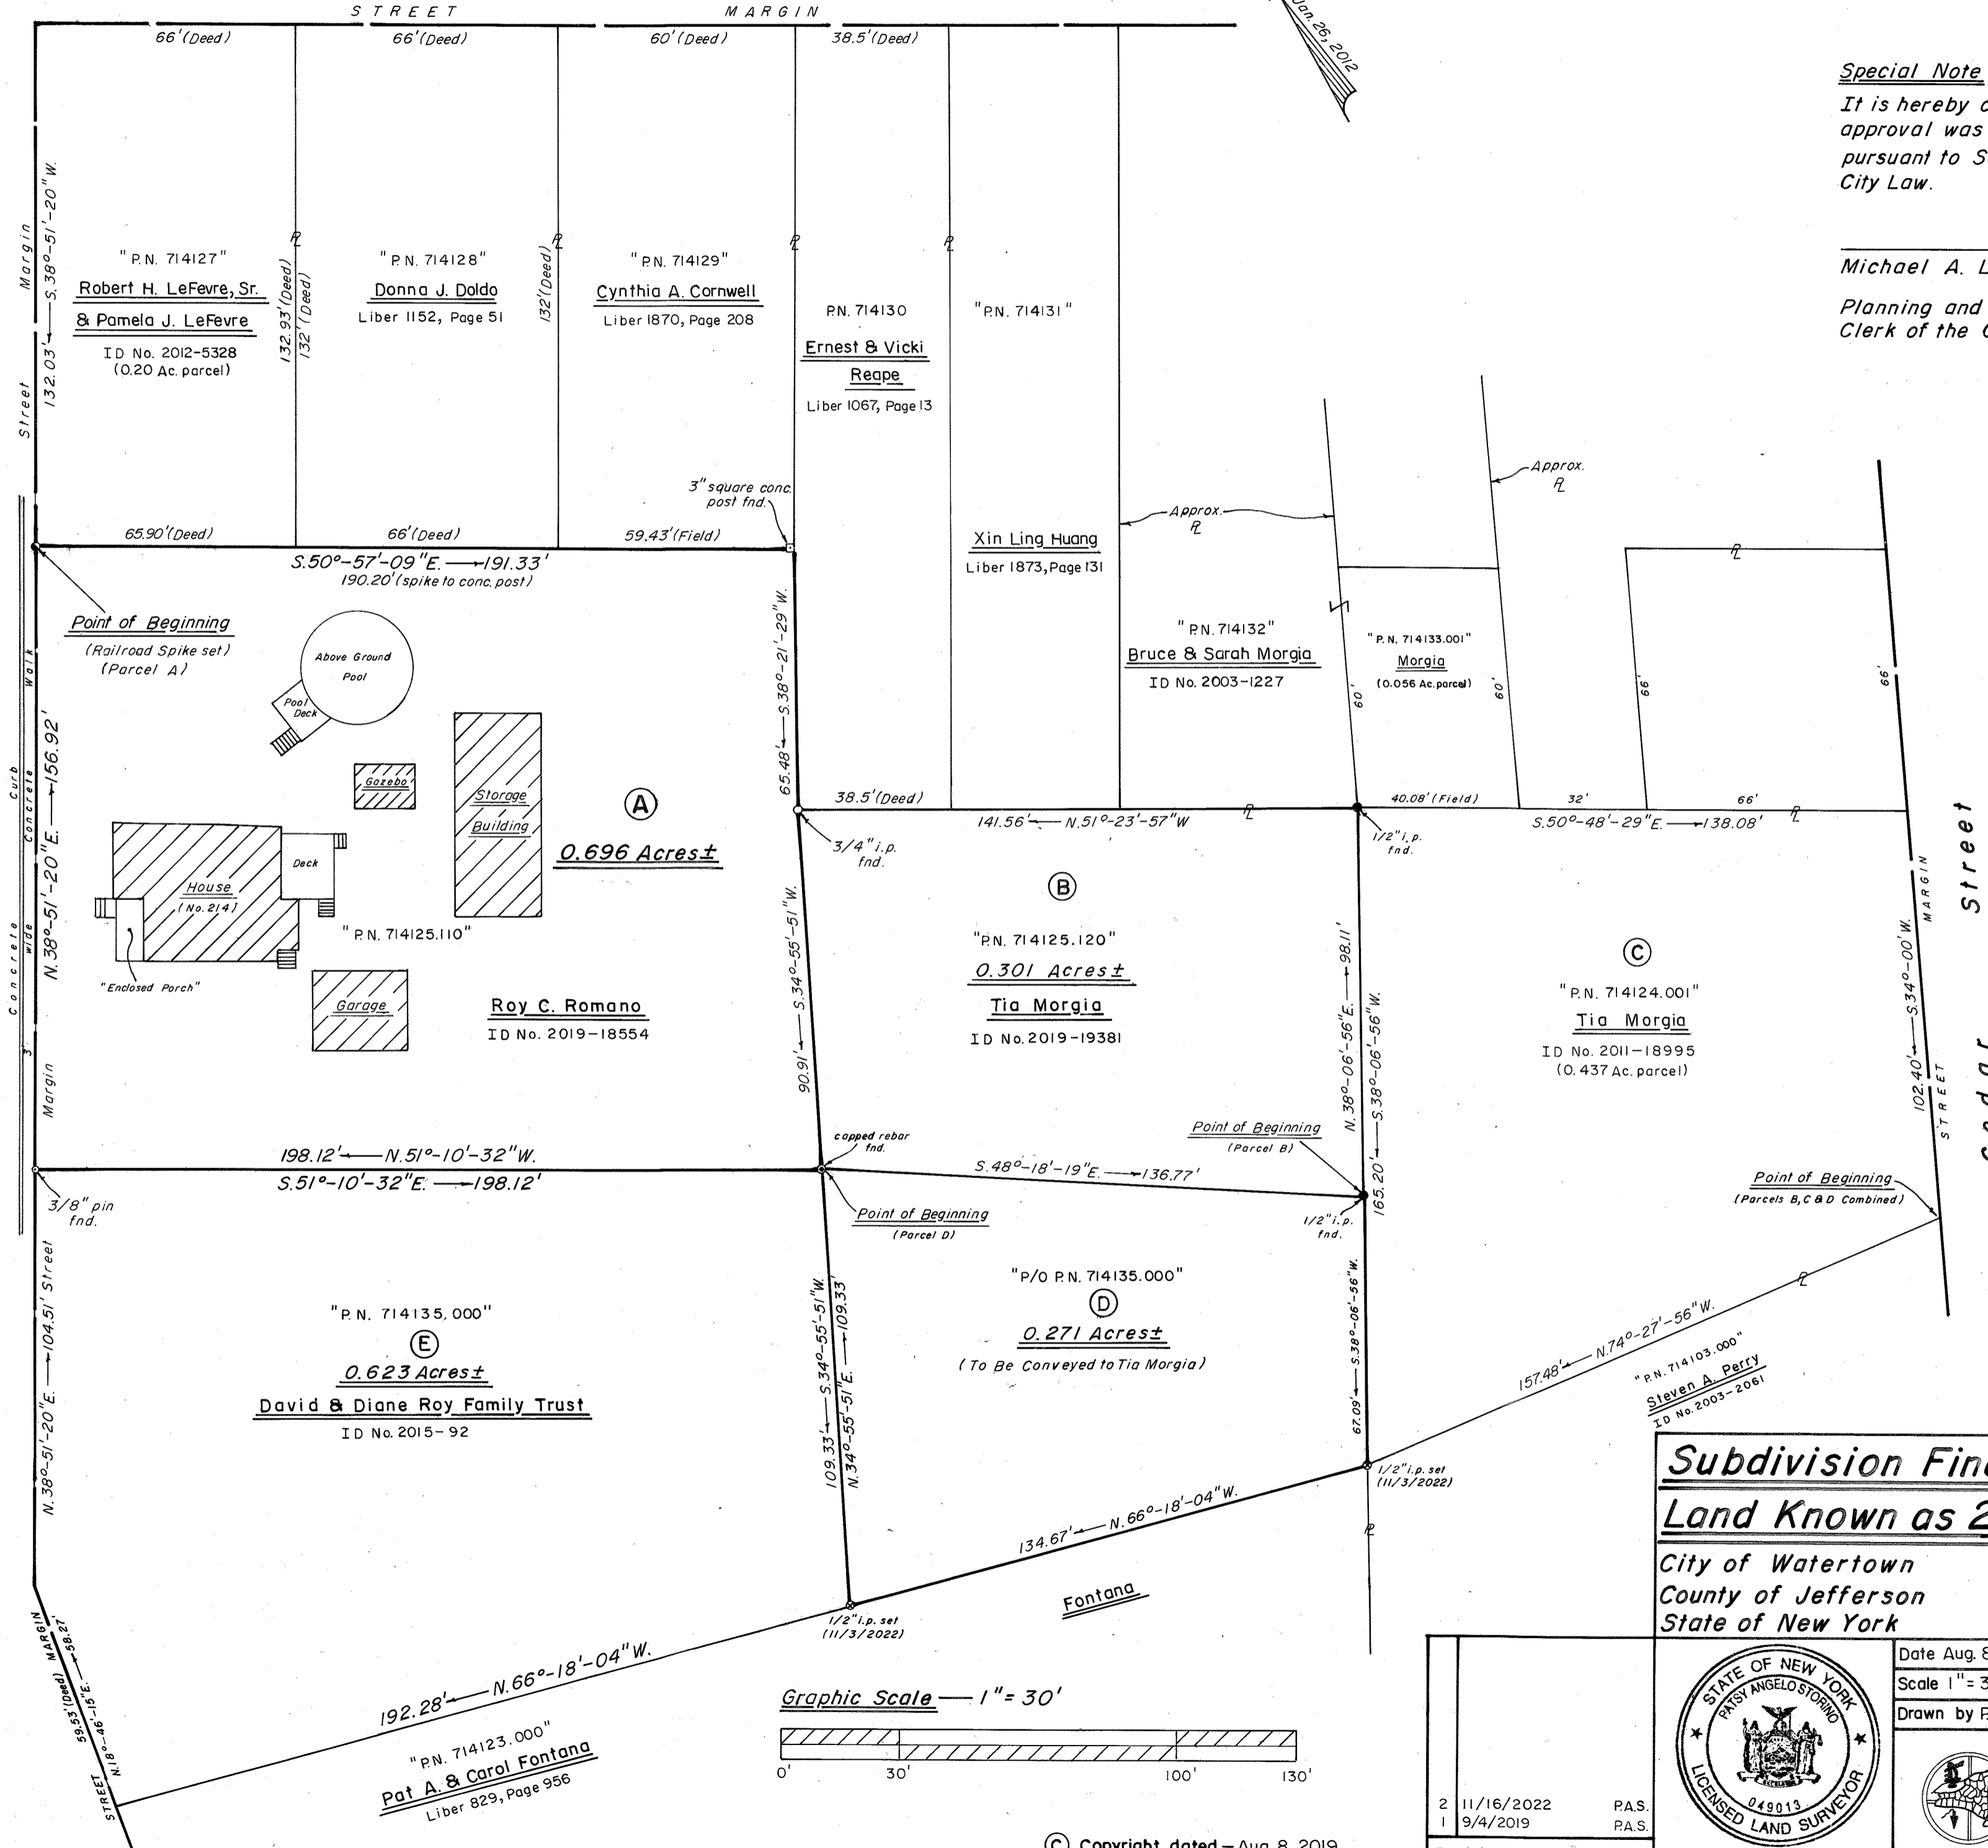 STREET MARGIN
66'(Deed)
66'(Deed)
60'(Deed)
38.5'(Deed)
Jan. 26, 2012
Special Note
It is hereby
approval was
pursuant to S
City Law.
Michael A. L
Planning and
Clerk of the
Street Margin
132.03' S.38°-51'-20"W.
"P.N. 714127"
Robert H. LeFevre, Sr.
& Pamela J. LeFevre
ID No. 2012-5328
(0.20 Ac. parcel)
132.93'(Deed)
132'(Deed)
"P.N. 714128"
Donna J. Doldo
Liber 1152, Page 51
132'(Deed)
"P.N. 714129"
Cynthia A. Cornwell
Liber 1870, Page 208
P.N. 714130
Ernest & Vicki
Reape
Liber 1067, Page 13
"P.N. 714131"
Xin Ling Huang
Liber 1873, Page 131
Approx.
PL
Approx.
PL
3" square conc.
post fnd.
65.90'(Deed)
66'(Deed)
59.43'(Field)
S.50°-57'-09"E. 191.33'
190.20'(spike to conc. post)
Point of Beginning
(Railroad Spike set)
(Parcel A)
Above Ground
Pool
Pool
Deck
Gazebo
Storage
Building
A
0.696 Acres±
House
(No. 214)
Deck
"Enclosed Porch"
"P.N. 714125.110"
Garage
Roy C. Romano
ID No. 2019-18554
Concrete Curb
3' wide Concrete Walk
N.38°-51'-20"E. 156.92'
Margin
65.48' S.38°-21'-29"W.
"P.N. 714132"
Bruce & Sarah Morgia
ID No. 2003-1227
"P.N. 714133.001"
Morgia
(0.056 Ac. parcel)
60'
60'
66'
66'
38.5'(Deed)
141.56' N.51°-23'-57"W
PL
40.08'(Field)
32'
66'
S.50°-48'-29"E. 138.08'
PL
3/4" i.p.
fnd.
1/2" i.p.
fnd.
B
"P.N. 714125.120"
0.301 Acres±
Tia Morgia
ID No. 2019-19381
90.91' S.34°-55'-51"W.
N.38°-06'-56"E. 98.11'
165.20' S.38°-06'-56"W.
C
"P.N. 714124.001"
Tia Morgia
ID No. 2011-18995
(0.437 Ac. parcel)
102.40' S.34°-00'W.
STREET MARGIN
Cedar Street
198.12' N.51°-10'-32"W.
S.51°-10'-32"E. 198.12'
capped rebar
fnd.
S.48°-18'-19"E. 136.77'
Point of Beginning
(Parcel B)
Point of Beginning
(Parcels B,C & D Combined)
3/8" pin
fnd.
Point of Beginning
(Parcel D)
1/2" i.p.
fnd.
"P/O P.N. 714135.000"
D
0.271 Acres±
(To Be Conveyed to Tia Morgia)
"P.N. 714135.000"
E
0.623 Acres±
David & Diane Roy Family Trust
ID No. 2015-92
N.38°-51'-20"E. 104.51' Street
109.33' S.34°-55'-51"W.
N.34°-55'-51"E. 109.33'
67.09' S.38°-06'-56"W.
157.48' N.74°-27'-56"W.
PL
"P.N. 714103.000"
Steven A. Perry
ID No. 2003-2061
1/2" i.p. set
(11/3/2022)
134.67' N.66°-18'-04"W.
PL
Fontana
1/2" i.p. set
(11/3/2022)
STREET MARGIN
59.53'(Deed)
N.18°-46'-15"E. 58.27'
192.28' N.66°-18'-04"W.
"P.N. 714123.000"
Pat A. & Carol Fontana
Liber 829, Page 956
Graphic Scale — 1"= 30'
0' 30' 100' 130'
© Copyright dated — Aug. 8, 2019
Subdivision Fin
Land Known as 2
City of Watertown
County of Jefferson
State of New York
STATE OF NEW YORK
PATSY ANGELO STORINO
049013
LICENSED LAND SURVEYOR
Date Aug. 8
Scale 1"= 3
Drawn by P.
2 11/16/2022 P.A.S.
1 9/4/2019 P.A.S.